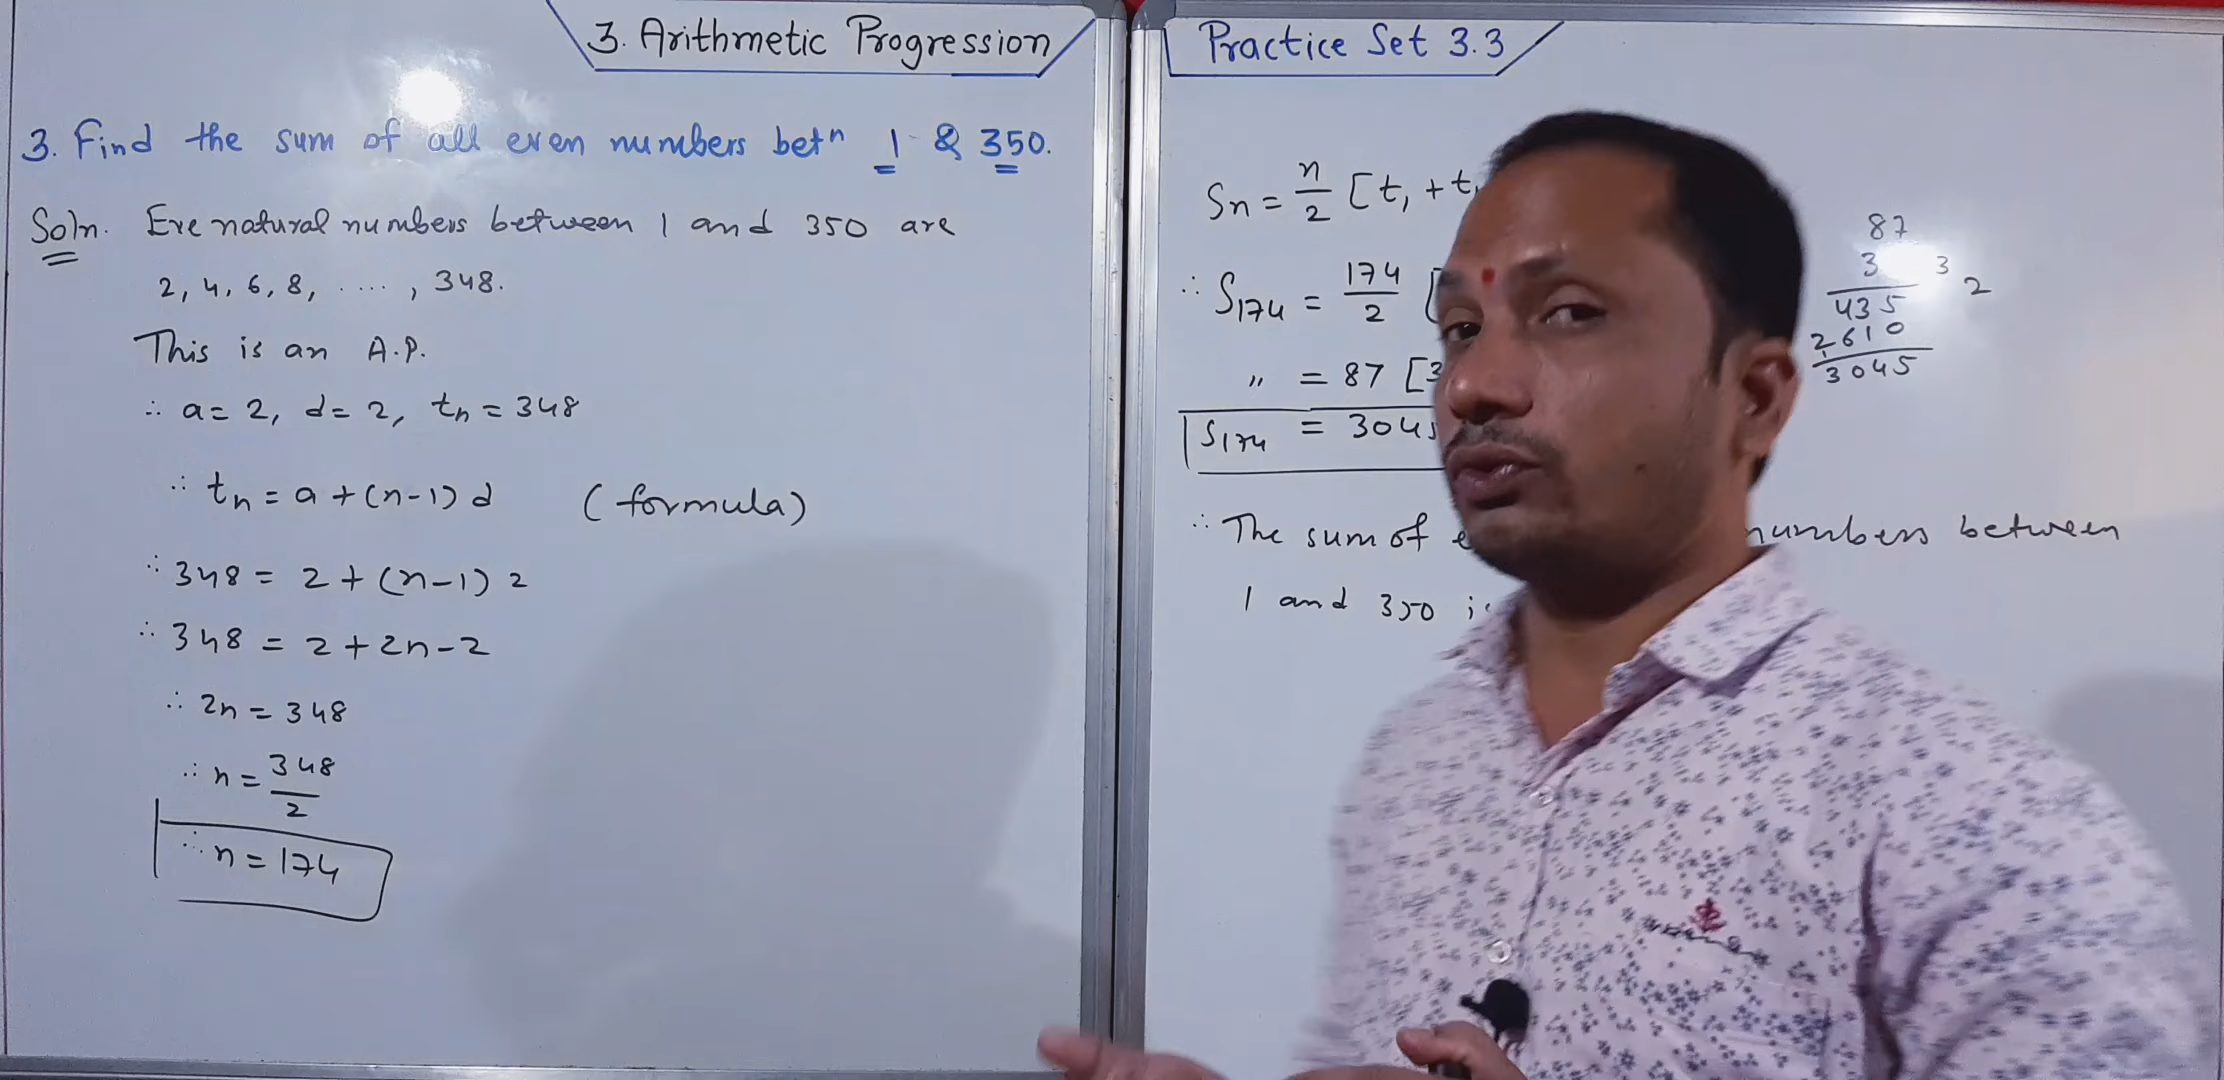 3. Arithmetic Progression
Practice Set 3.3
3. Find the sum of all even numbers betn 1 & 350.
Soln. Eve natural numbers between 1 and 350 are
2, 4, 6, 8, ...., 348.
This is an A.P.
∴ a = 2, d = 2, tn = 348
∴ tn = a + (n-1) d (formula)
∴ 348 = 2 + (n-1) 2
∴ 348 = 2 + 2n - 2
∴ 2n = 348
∴ n = 348/2
∴ n = 174
Sn = n/2 [t1 + t
∴ S174 = 174/2 [
〃 = 87 [3
S174 = 304
∴ The sum of numbers between
1 and 350
87
3 3
2
435
2610
1
3045